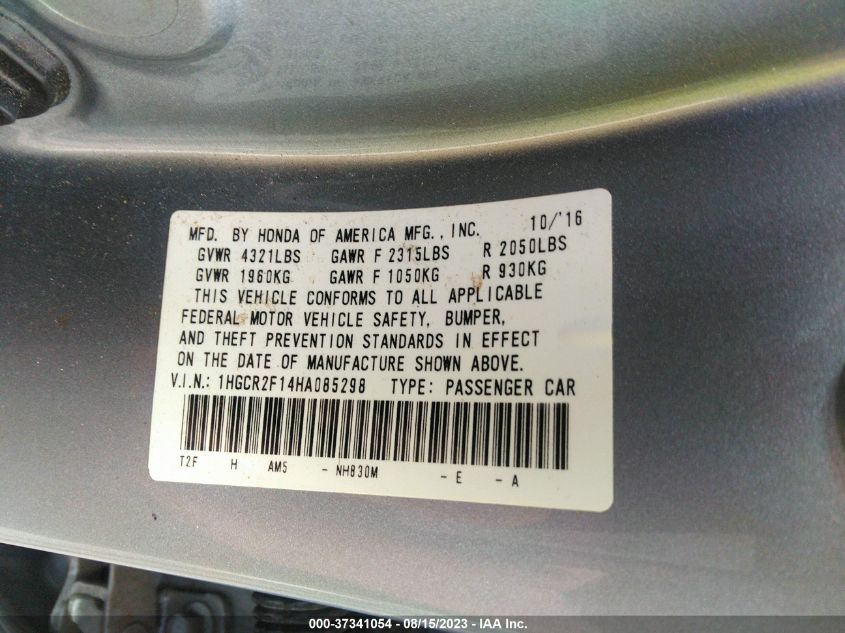 MFD. BY HONDA OF AMERICA MFG., INC. 10/'16
GVWR 4321LBS GAWR F 2315LBS R 2050LBS
GVWR 1960KG GAWR F 1050KG R 930KG
THIS VEHICLE CONFORMS TO ALL APPLICABLE
FEDERAL MOTOR VEHICLE SAFETY, BUMPER,
AND THEFT PREVENTION STANDARDS IN EFFECT
ON THE DATE OF MANUFACTURE SHOWN ABOVE.
V.I.N.: 1HGCR2F14HA085298 TYPE: PASSENGER CAR
T2F H AM5 - NH830M - E - A
000-37341054 - 08/15/2023 - IAA Inc.